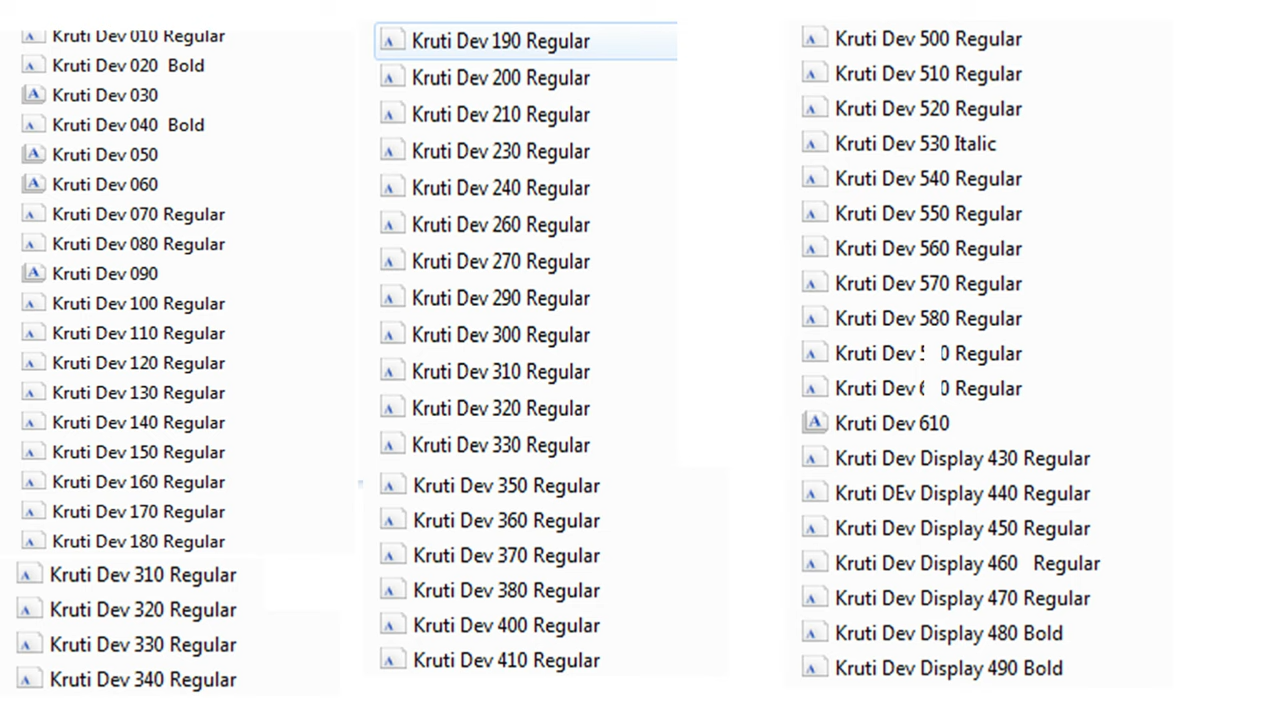 Kruti Dev 010 Regular
Kruti Dev 020  Bold
Kruti Dev 030
Kruti Dev 040  Bold
Kruti Dev 050
Kruti Dev 060
Kruti Dev 070 Regular
Kruti Dev 080 Regular
Kruti Dev 090
Kruti Dev 100 Regular
Kruti Dev 110 Regular
Kruti Dev 120 Regular
Kruti Dev 130 Regular
Kruti Dev 140 Regular
Kruti Dev 150 Regular
Kruti Dev 160 Regular
Kruti Dev 170 Regular
Kruti Dev 180 Regular
Kruti Dev 310 Regular
Kruti Dev 320 Regular
Kruti Dev 330 Regular
Kruti Dev 340 Regular
Kruti Dev 190 Regular
Kruti Dev 200 Regular
Kruti Dev 210 Regular
Kruti Dev 230 Regular
Kruti Dev 240 Regular
Kruti Dev 260 Regular
Kruti Dev 270 Regular
Kruti Dev 290 Regular
Kruti Dev 300 Regular
Kruti Dev 310 Regular
Kruti Dev 320 Regular
Kruti Dev 330 Regular
Kruti Dev 350 Regular
Kruti Dev 360 Regular
Kruti Dev 370 Regular
Kruti Dev 380 Regular
Kruti Dev 400 Regular
Kruti Dev 410 Regular
Kruti Dev 500 Regular
Kruti Dev 510 Regular
Kruti Dev 520 Regular
Kruti Dev 530 Italic
Kruti Dev 540 Regular
Kruti Dev 550 Regular
Kruti Dev 560 Regular
Kruti Dev 570 Regular
Kruti Dev 580 Regular
Kruti Dev Regular
Kruti Dev Regular
Kruti Dev 610
Kruti Dev Display 430 Regular
Kruti DEv Display 440 Regular
Kruti Dev Display 450 Regular
Kruti Dev Display 460   Regular
Kruti Dev Display 470 Regular
Kruti Dev Display 480 Bold
Kruti Dev Display 490 Bold